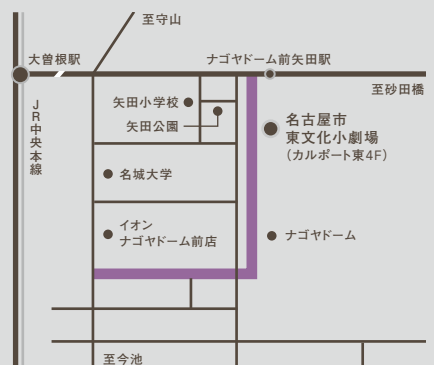 至守山
大曽根駅
ナゴヤドーム前矢田駅
至砂田橋
JR中央本線
矢田小学校
矢田公園
名古屋市
東文化小劇場
（カルポート東4F）
名城大学
イオン
ナゴヤドーム前店
ナゴヤドーム
至今池